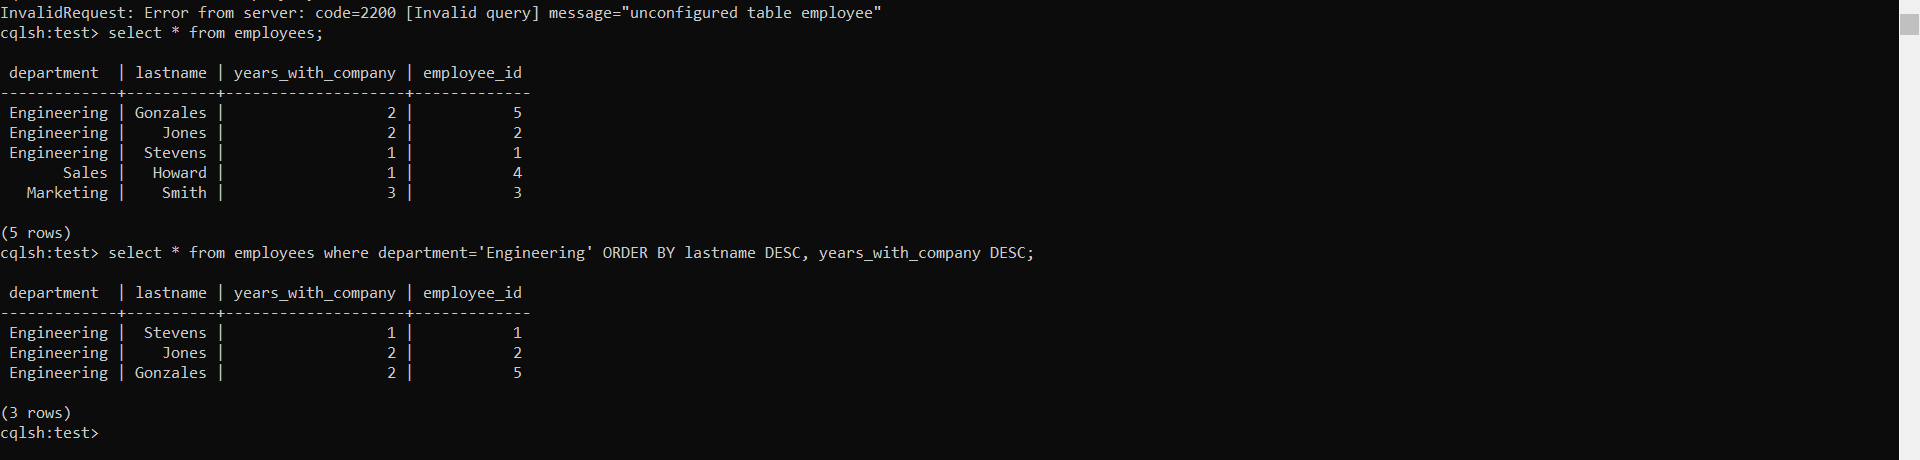 InvalidRequest: Error from server: code=2200 [Invalid query] message="unconfigured table employee"
cqlsh:test> select * from employees;
 department  | lastname | years_with_company | employee_id
-------------+----------+--------------------+-------------
 Engineering | Gonzales |                  2 |           5
 Engineering |    Jones |                  2 |           2
 Engineering |  Stevens |                  1 |           1
       Sales |   Howard |                  1 |           4
   Marketing |    Smith |                  3 |           3
(5 rows)
cqlsh:test> select * from employees where department='Engineering' ORDER BY lastname DESC, years_with_company DESC;
 department  | lastname | years_with_company | employee_id
-------------+----------+--------------------+-------------
 Engineering |  Stevens |                  1 |           1
 Engineering |    Jones |                  2 |           2
 Engineering | Gonzales |                  2 |           5
(3 rows)
cqlsh:test>